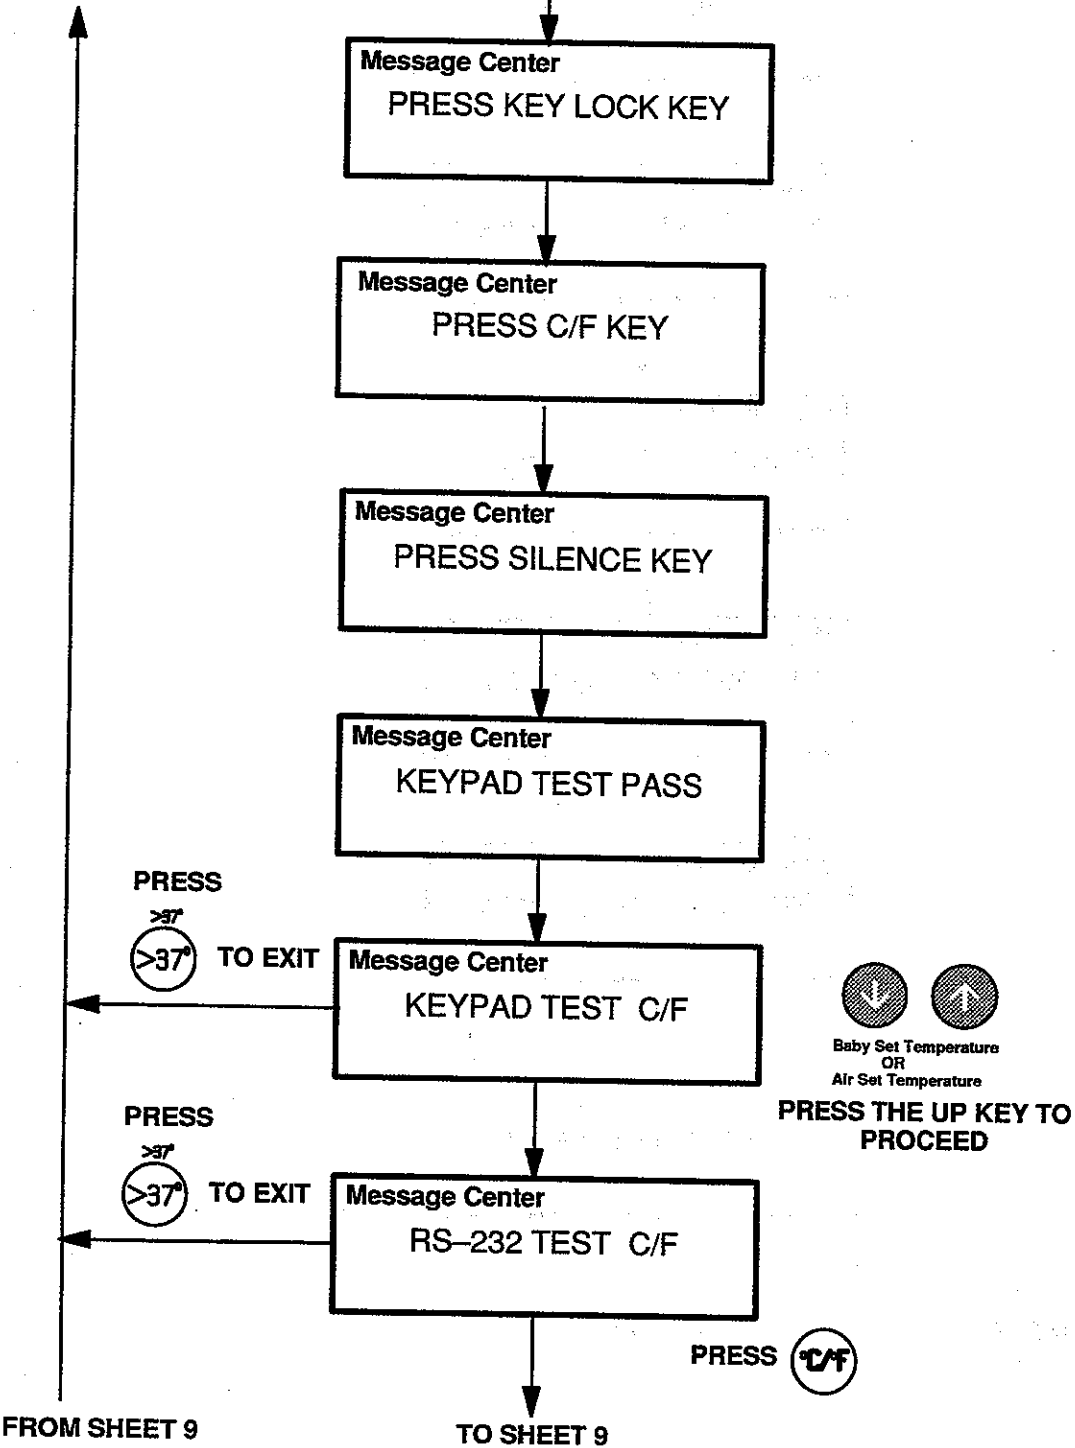 Message Center
PRESS KEY LOCK KEY
Message Center
PRESS C/F KEY
Message Center
PRESS SILENCE KEY
Message Center
KEYPAD TEST PASS
PRESS
>37°
>37° TO EXIT
Message Center
KEYPAD TEST C/F
Baby Set Temperature
OR
Air Set Temperature
PRESS THE UP KEY TO
PROCEED
PRESS
>37°
>37° TO EXIT
Message Center
RS–232 TEST C/F
PRESS °C/°F
FROM SHEET 9
TO SHEET 9